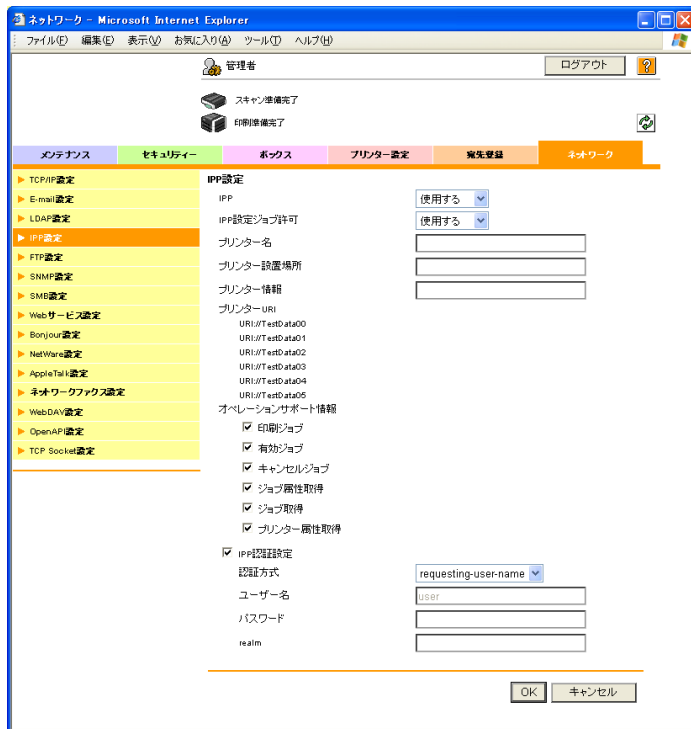 ネットワーク - Microsoft Internet Explorer
ファイル(F) 編集(E) 表示(V) お気に入り(A) ツール(T) ヘルプ(H)
管理者
ログアウト
?
スキャン準備完了
印刷準備完了
メンテナンス
セキュリティー
ボックス
プリンター設定
宛先登録
ネットワーク
TCP/IP設定
E-mail設定
LDAP設定
IPP設定
FTP設定
SNMP設定
SMB設定
Webサービス設定
Bonjour設定
NetWare設定
AppleTalk設定
ネットワークファクス設定
WebDAV設定
OpenAPI設定
TCP Socket設定
IPP設定
IPP 使用する
IPP設定ジョブ許可 使用する
プリンター名
プリンター設置場所
プリンター情報
プリンターURI
URI://TestData00
URI://TestData01
URI://TestData02
URI://TestData03
URI://TestData04
URI://TestData05
オペレーションサポート情報
印刷ジョブ
有効ジョブ
キャンセルジョブ
ジョブ属性取得
ジョブ取得
プリンター属性取得
IPP認証設定
認証方式 requesting-user-name
ユーザー名 user
パスワード
realm
OK キャンセル